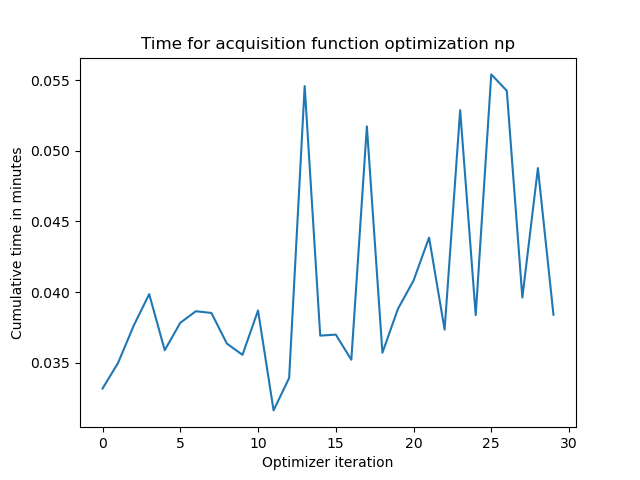 Time for acquisition function optimization np
0.055
0.050
0.045
0.040
0.035
Cumulative time in minutes
0 5 10 15 20 25 30
Optimizer iteration